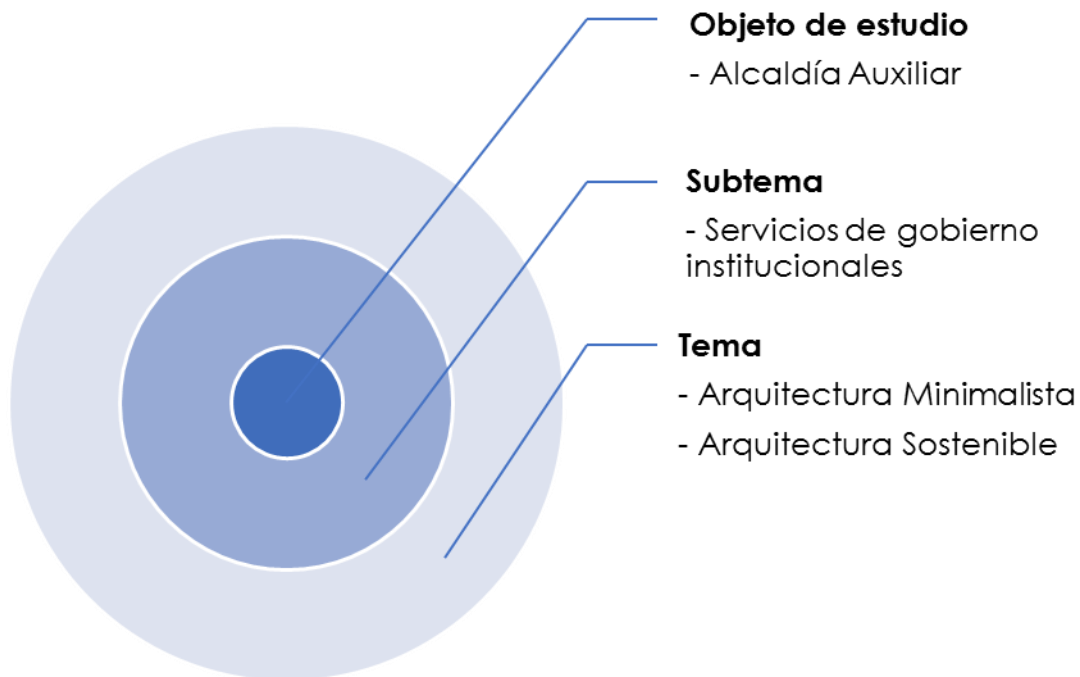 Objeto de estudio
- Alcaldía Auxiliar
Subtema
- Servicios de gobierno
institucionales
Tema
- Arquitectura Minimalista
- Arquitectura Sostenible